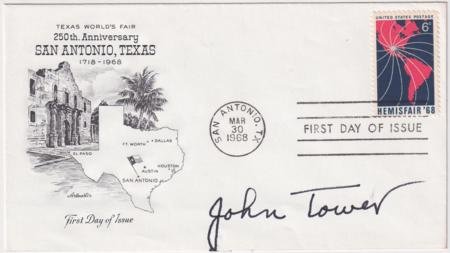 TEXAS WORLD'S FAIR
250th. Anniversary
SAN ANTONIO, TEXAS
1718-1968
UNITED STATES POSTAGE
6¢
HEMISFAIR '68
SAN ANTONIO, TX
MAR
30
1968
FIRST DAY OF ISSUE
FT. WORTH
DALLAS
EL PASO
HOUSTON
AUSTIN
SAN ANTONIO
Artmaster
First Day of Issue
John Tower